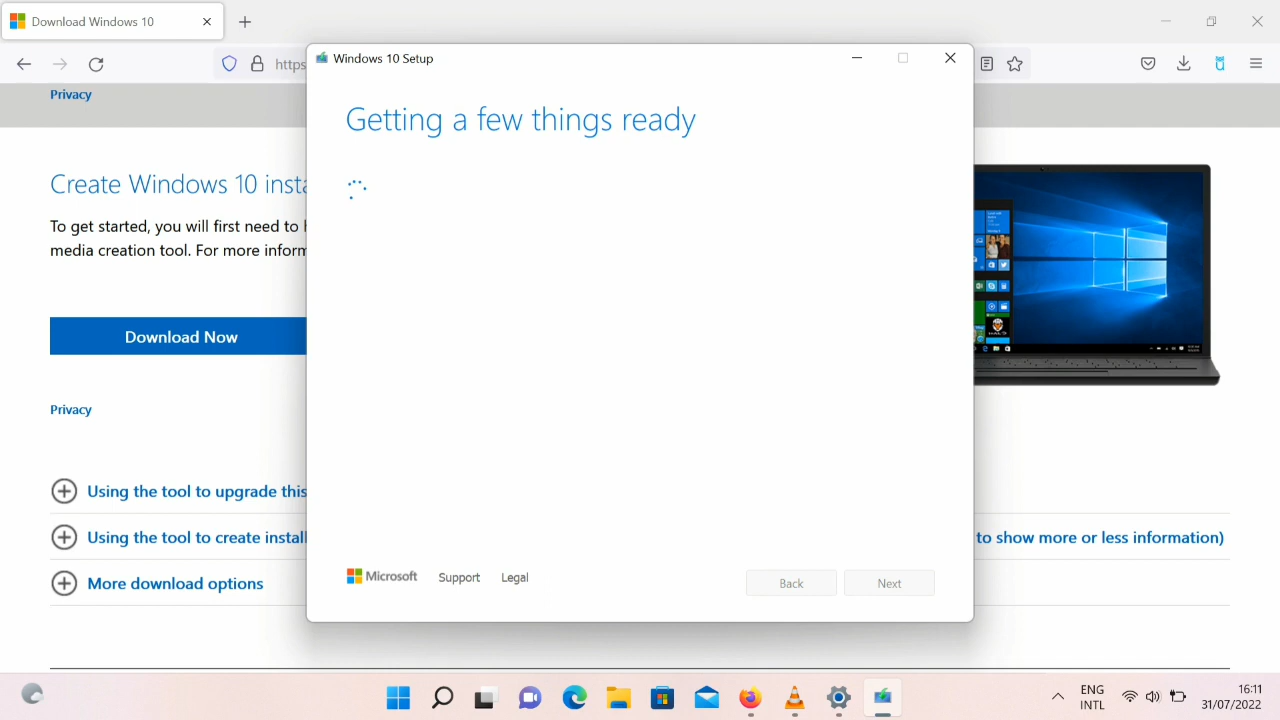 Download Windows 10
https
Windows 10 Setup
Privacy
Getting a few things ready
Create Windows 10 insta
To get started, you will first need to h
media creation tool. For more inform
Download Now
Privacy
Using the tool to upgrade this
Using the tool to create install
to show more or less information)
More download options
Microsoft
Support
Legal
Back
Next
ENG
INTL
16:11
31/07/2022